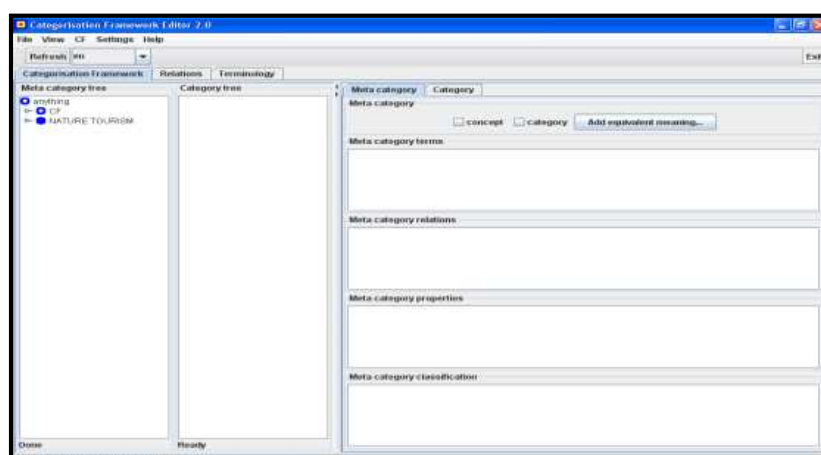 Categorisation Framework Editor 2.0
File View CF Settings Help
Refresh en
Exit
Categorisation Framework Relations Terminology
Meta category tree Category tree
anything
CF
NATURE TOURISM
Meta category Category
Meta category
concept category Add equivalent meaning...
Meta category terms
Meta category relations
Meta category properties
Meta category classification
Done Ready